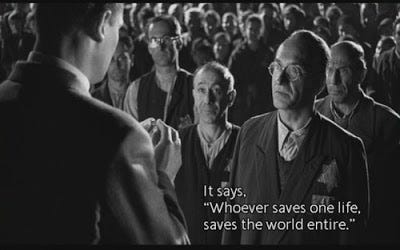 It says,
“Whoever saves one life,
saves the world entire.”